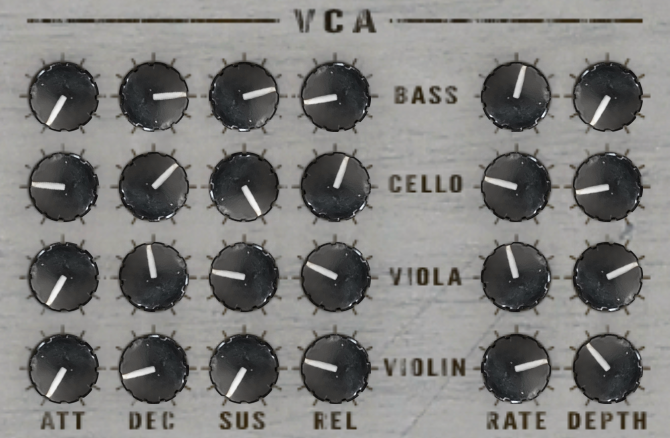 VCA
BASS
CELLO
VIOLA
VIOLIN
ATT DEC SUS REL RATE DEPTH